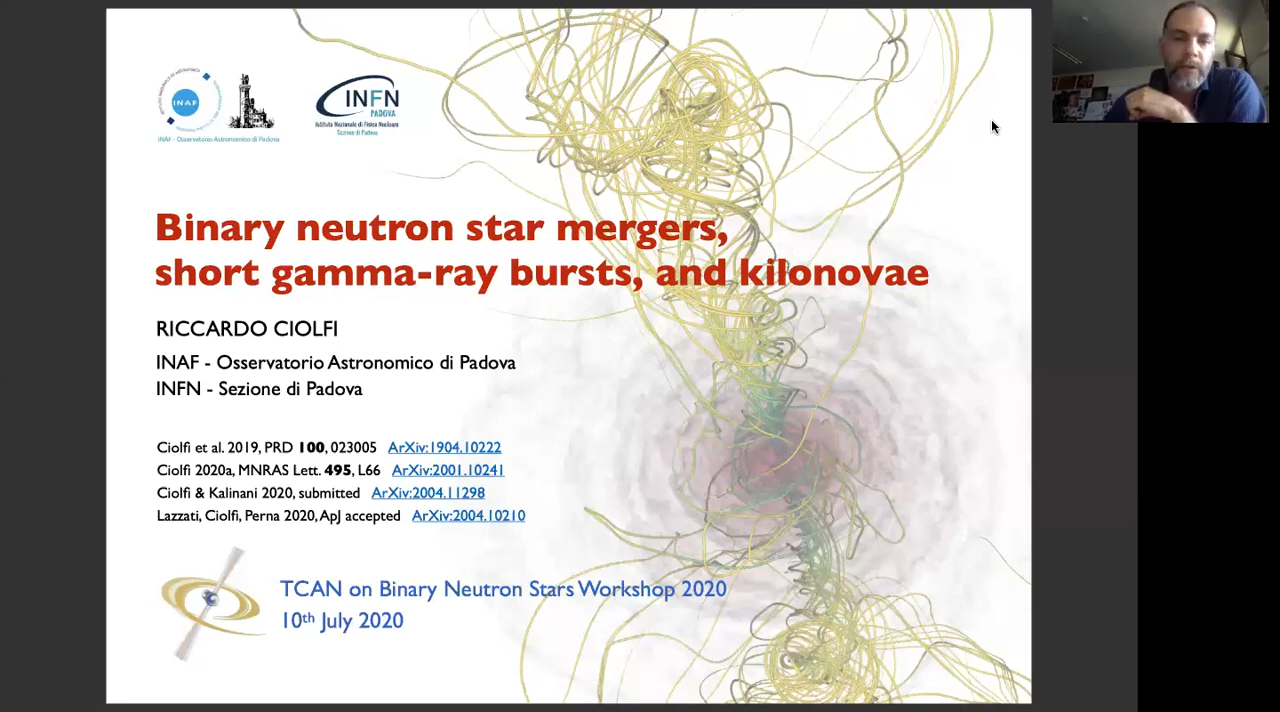 INAF
INAF - Osservatorio Astronomico di Padova
INFN
PADOVA
Istituto Nazionale di Fisica Nucleare
Sezione di Padova
Binary neutron star mergers,
short gamma-ray bursts, and kilonovae
RICCARDO CIOLFI
INAF - Osservatorio Astronomico di Padova
INFN - Sezione di Padova
Ciolfi et al. 2019, PRD 100, 023005 ArXiv:1904.10222
Ciolfi 2020a, MNRAS Lett. 495, L66 ArXiv:2001.10241
Ciolfi & Kalinani 2020, submitted ArXiv:2004.11298
Lazzati, Ciolfi, Perna 2020, ApJ accepted ArXiv:2004.10210
TCAN on Binary Neutron Stars Workshop 2020
10th July 2020